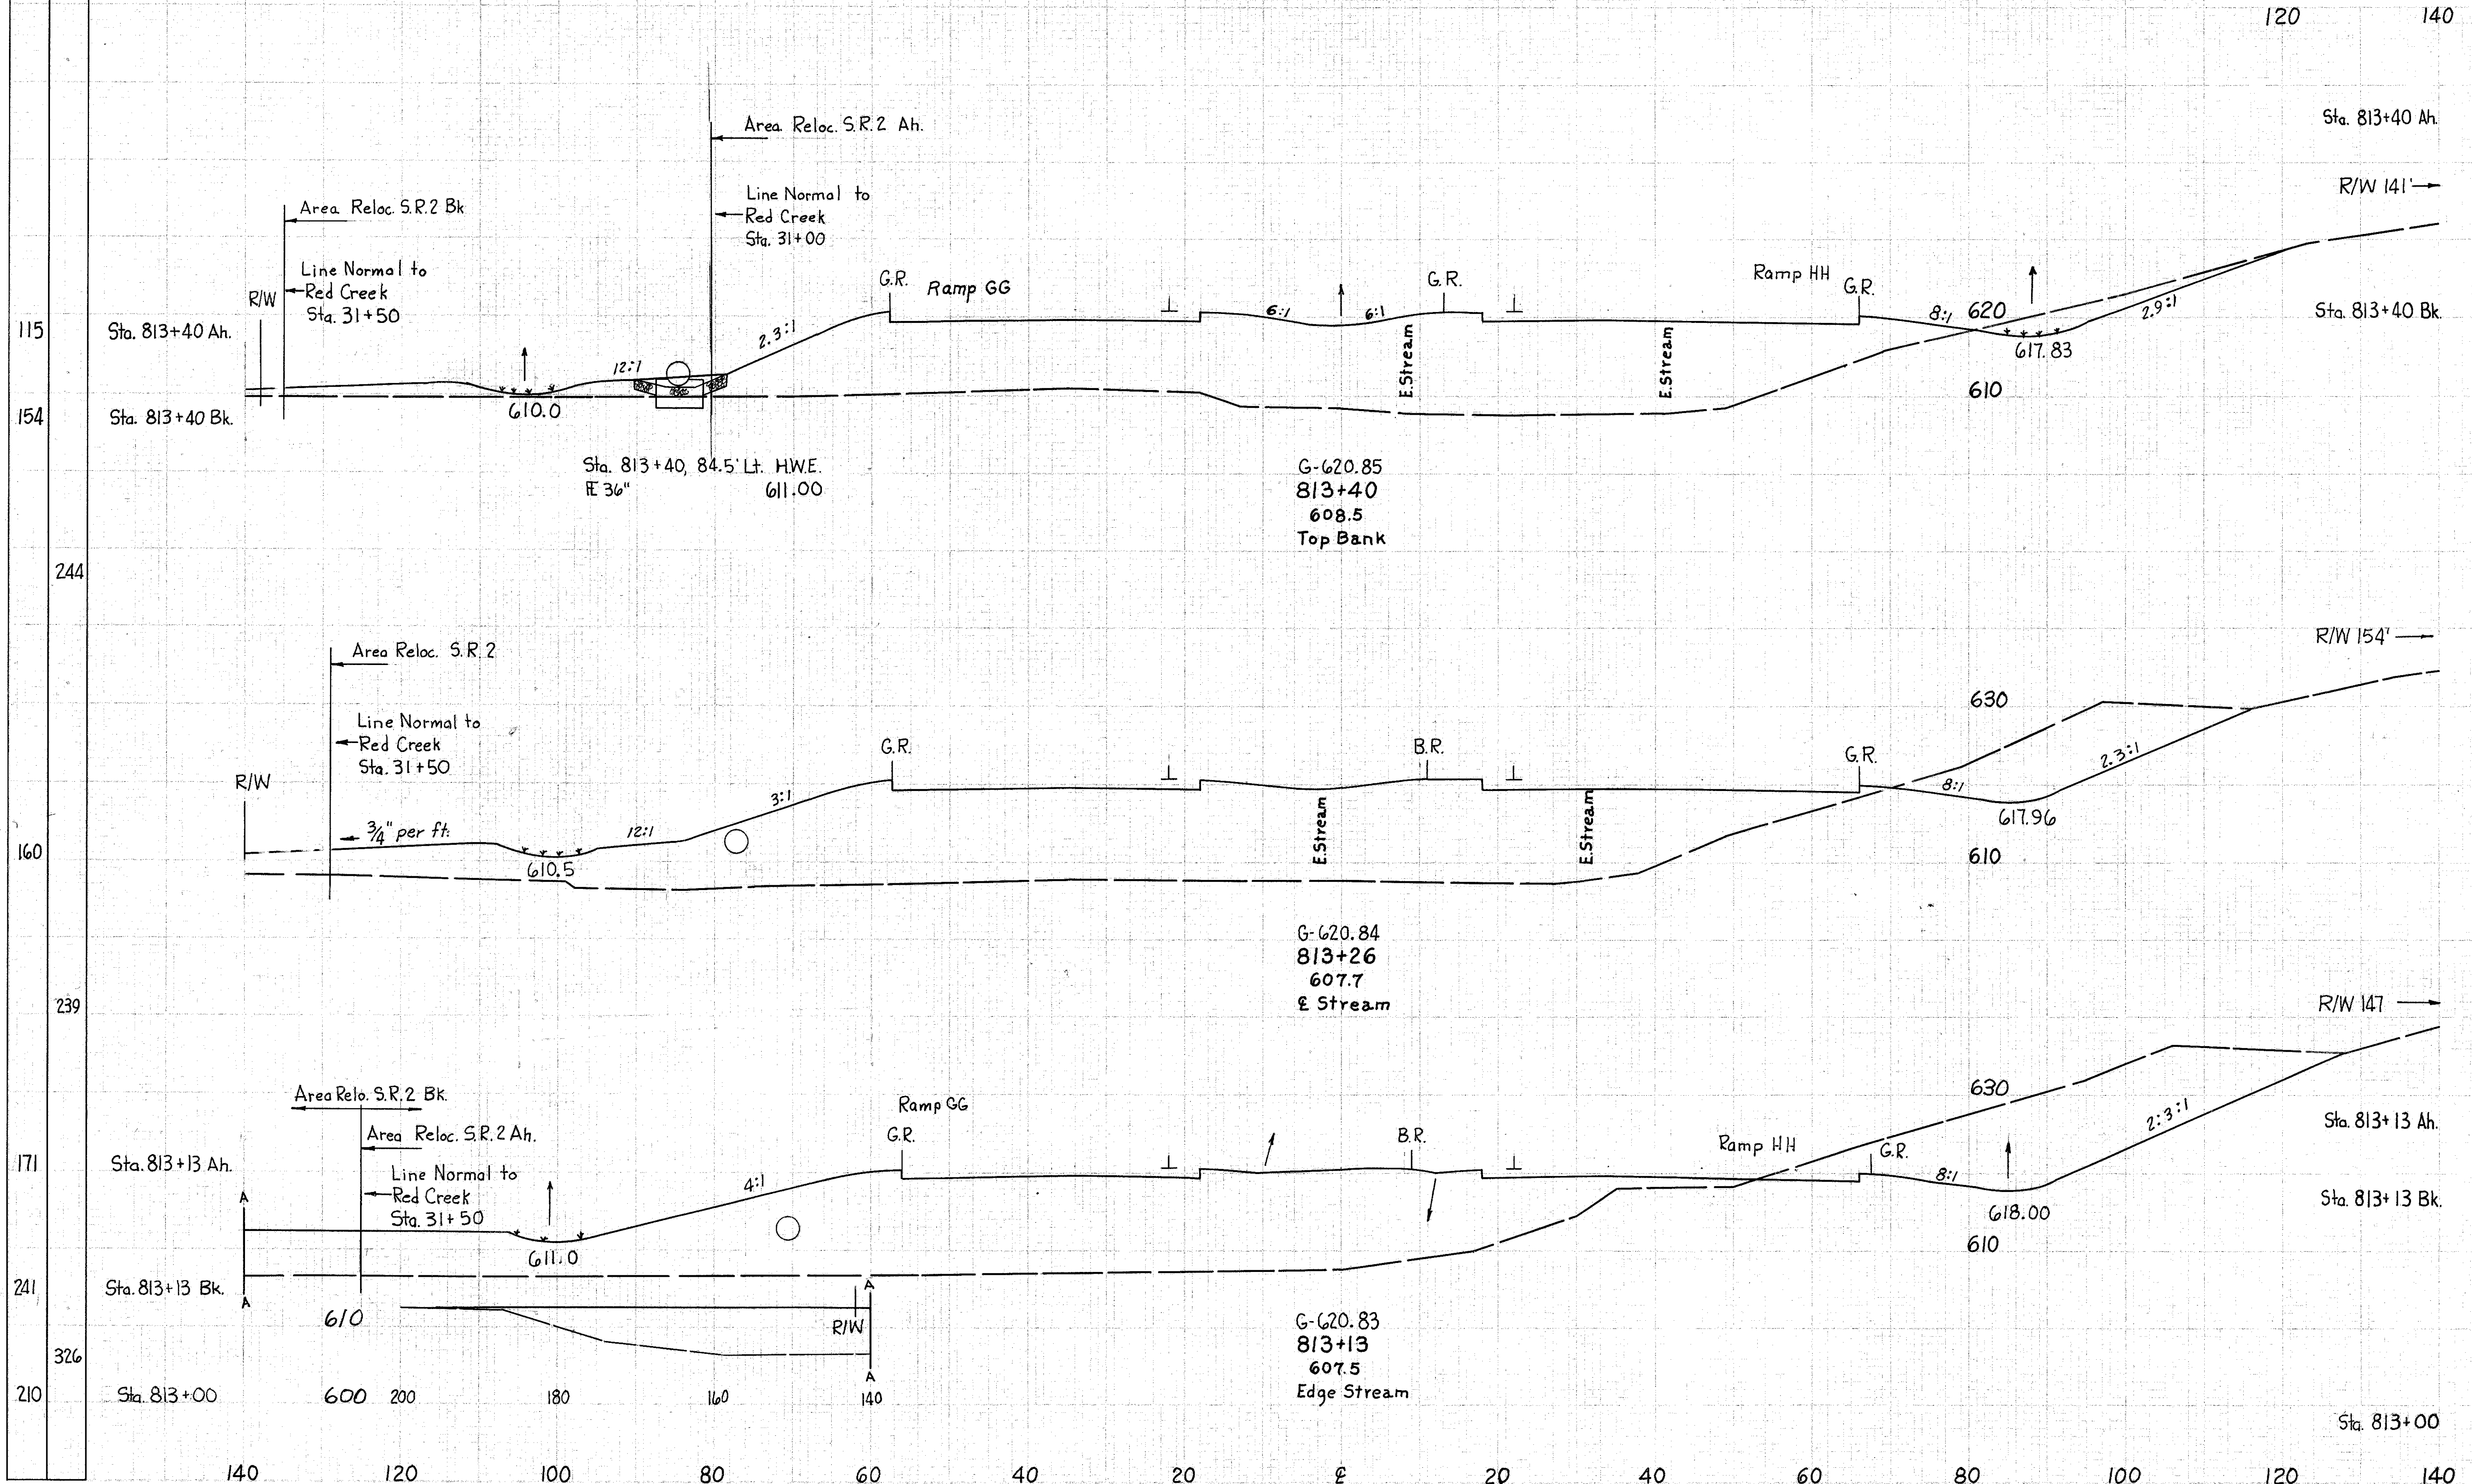 120 140
Sta. 813+40 Ah.
Area Reloc. S.R.2 Ah.
R/W 141'
Area Reloc. S.R.2 Bk
Line Normal to
Red Creek
Sta. 31+00
Line Normal to
Red Creek
Sta. 31+50
R/W
G.R. Ramp GG
G.R.
Ramp HH
G.R.
115 Sta. 813+40 Ah.
12:1
2.3:1
6:1 6:1
E.Stream
E.Stream
8:1 620
2.9:1
Sta. 813+40 Bk.
617.83
154 Sta. 813+40 Bk.
610.0
610
Sta. 813+40, 84.5' Lt. H.W.E.
36" 611.00
G-620.85
813+40
608.5
Top Bank
244
Area Reloc. S.R.2
R/W 154'
630
Line Normal to
Red Creek
Sta. 31+50
R/W
G.R.
B.R.
G.R.
2.3:1
3/4" per ft.
12:1
3:1
E.Stream
E.Stream
8:1
617.96
160
610.5
610
G-620.84
813+26
607.7
℄ Stream
239
R/W 147
Area Relo. S.R.2 Bk.
Ramp GG
630
Area Reloc. S.R.2 Ah.
G.R.
B.R.
Ramp HH
G.R.
2:3:1
Sta. 813+13 Ah.
171 Sta. 813+13 Ah.
Line Normal to
Red Creek
Sta. 31+50
A
4:1
8:1
Sta. 813+13 Bk.
618.00
611.0
610
241 Sta. 813+13 Bk.
A
A
610
R/W
G-620.83
813+13
607.5
Edge Stream
326
A
210 Sta. 813+00 600 200 180 160 140
Sta. 813+00
140 120 100 80 60 40 20 ℄ 20 40 60 80 100 120 140